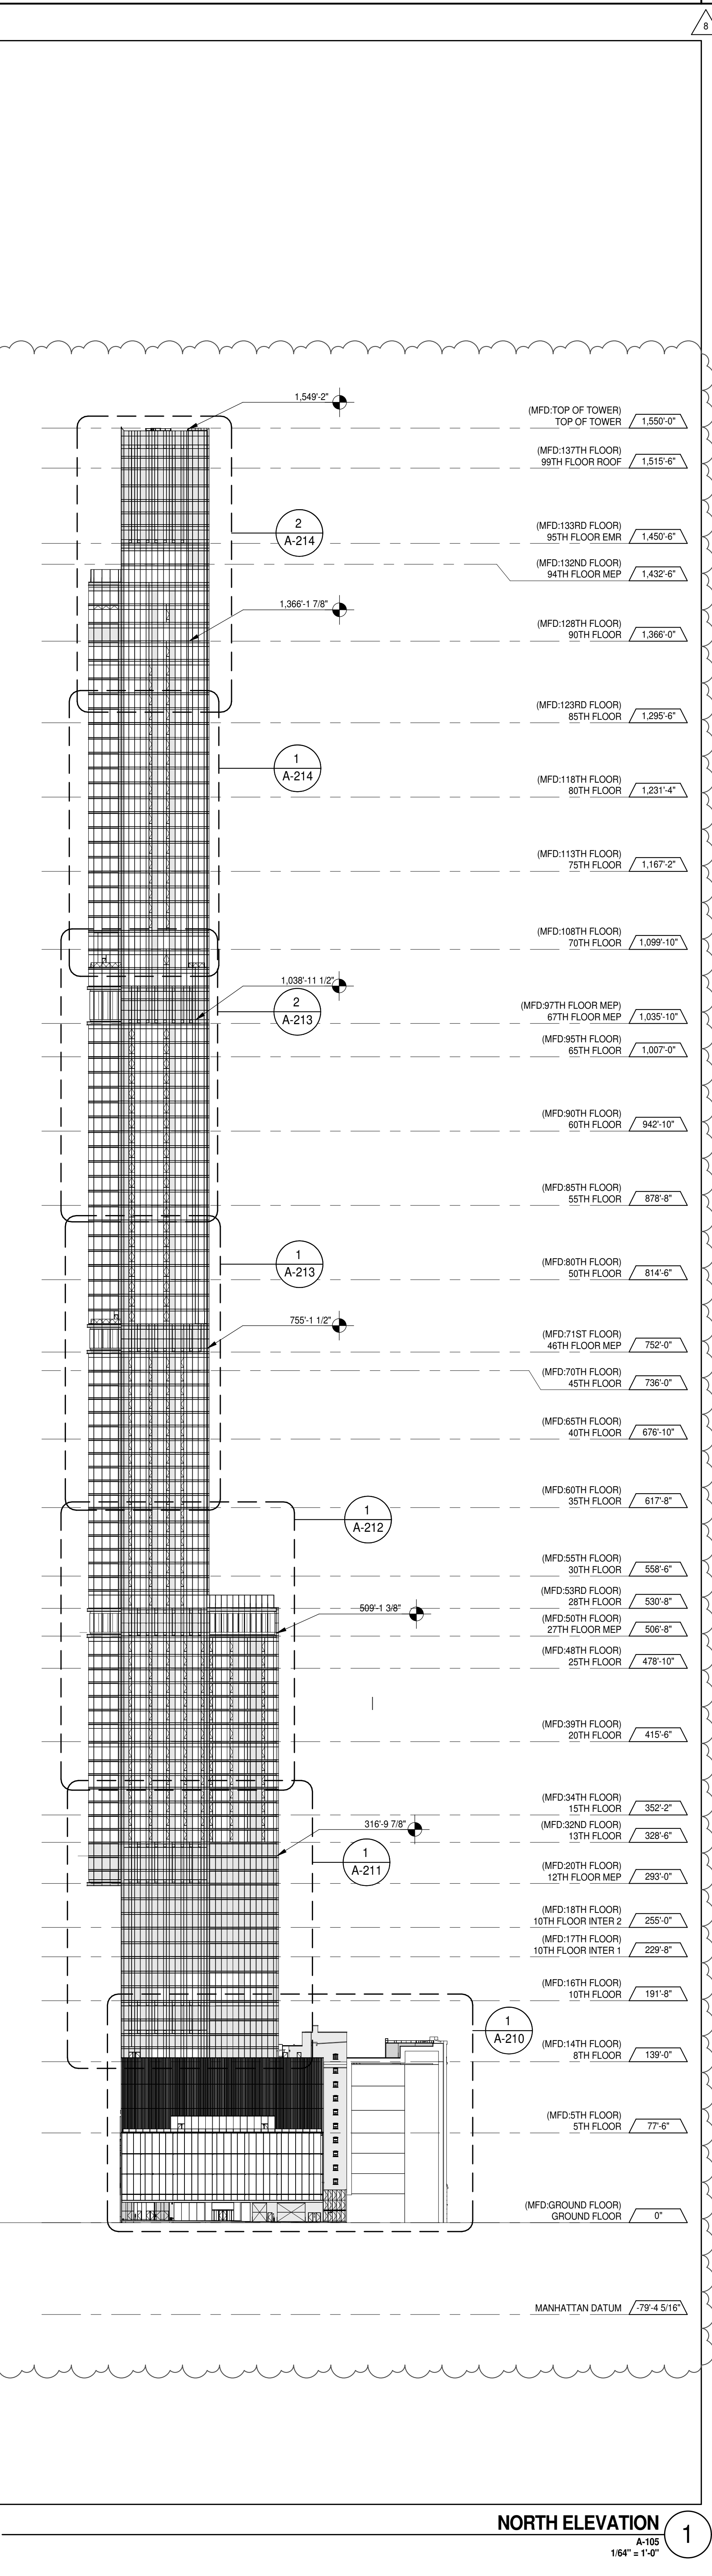 8
1,549'-2"
(MFD:TOP OF TOWER)
TOP OF TOWER 1,550'-0"
(MFD:137TH FLOOR)
99TH FLOOR ROOF 1,515'-6"
2
A-214
(MFD:133RD FLOOR)
95TH FLOOR EMR 1,450'-6"
(MFD:132ND FLOOR)
94TH FLOOR MEP 1,432'-6"
1,366'-1 7/8"
(MFD:128TH FLOOR)
90TH FLOOR 1,366'-0"
(MFD:123RD FLOOR)
85TH FLOOR 1,295'-6"
1
A-214
(MFD:118TH FLOOR)
80TH FLOOR 1,231'-4"
(MFD:113TH FLOOR)
75TH FLOOR 1,167'-2"
(MFD:108TH FLOOR)
70TH FLOOR 1,099'-10"
1,038'-11 1/2"
2
A-213
(MFD:97TH FLOOR MEP)
67TH FLOOR MEP 1,035'-10"
(MFD:95TH FLOOR)
65TH FLOOR 1,007'-0"
(MFD:90TH FLOOR)
60TH FLOOR 942'-10"
(MFD:85TH FLOOR)
55TH FLOOR 878'-8"
1
A-213
(MFD:80TH FLOOR)
50TH FLOOR 814'-6"
755'-1 1/2"
(MFD:71ST FLOOR)
46TH FLOOR MEP 752'-0"
(MFD:70TH FLOOR)
45TH FLOOR 736'-0"
(MFD:65TH FLOOR)
40TH FLOOR 676'-10"
(MFD:60TH FLOOR)
35TH FLOOR 617'-8"
1
A-212
(MFD:55TH FLOOR)
30TH FLOOR 558'-6"
(MFD:53RD FLOOR)
28TH FLOOR 530'-8"
509'-1 3/8"
(MFD:50TH FLOOR)
27TH FLOOR MEP 506'-8"
(MFD:48TH FLOOR)
25TH FLOOR 478'-10"
(MFD:39TH FLOOR)
20TH FLOOR 415'-6"
(MFD:34TH FLOOR)
15TH FLOOR 352'-2"
316'-9 7/8"
(MFD:32ND FLOOR)
13TH FLOOR 328'-6"
1
A-211
(MFD:20TH FLOOR)
12TH FLOOR MEP 293'-0"
(MFD:18TH FLOOR)
10TH FLOOR INTER 2 255'-0"
(MFD:17TH FLOOR)
10TH FLOOR INTER 1 229'-8"
(MFD:16TH FLOOR)
10TH FLOOR 191'-8"
1
A-210
(MFD:14TH FLOOR)
8TH FLOOR 139'-0"
(MFD:5TH FLOOR)
5TH FLOOR 77'-6"
(MFD:GROUND FLOOR)
GROUND FLOOR 0"
MANHATTAN DATUM -79'-4 5/16"
NORTH ELEVATION 1
A-105
1/64" = 1'-0"